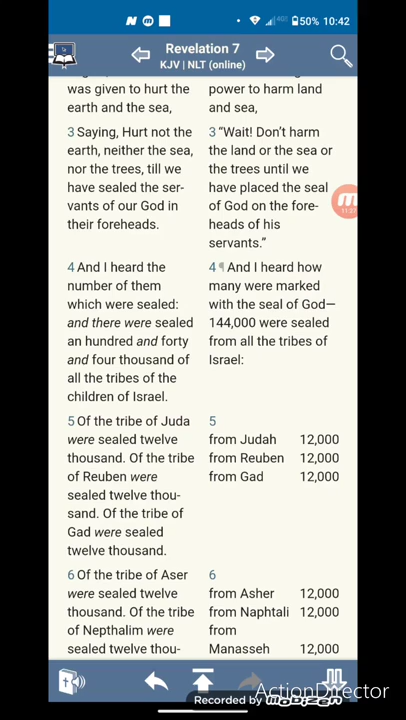 50% 10:42
Revelation 7
KJV | NLT (online)
was given to hurt the
earth and the sea,
3 Saying, Hurt not the
earth, neither the sea,
nor the trees, till we
have sealed the ser-
vants of our God in
their foreheads.
4 And I heard the
number of them
which were sealed:
and there were sealed
an hundred and forty
and four thousand of
all the tribes of the
children of Israel.
5 Of the tribe of Juda
were sealed twelve
thousand. Of the tribe
of Reuben were
sealed twelve thou-
sand. Of the tribe of
Gad were sealed
twelve thousand.
6 Of the tribe of Aser
were sealed twelve
thousand. Of the tribe
of Nepthalim were
sealed twelve thou-
power to harm land
and sea,
3 “Wait! Don’t harm
the land or the sea or
the trees until we
have placed the seal
of God on the fore-
heads of his
servants.”
4 ¶ And I heard how
many were marked
with the seal of God—
144,000 were sealed
from all the tribes of
Israel:
5
from Judah 12,000
from Reuben 12,000
from Gad 12,000
6
from Asher 12,000
from Naphtali 12,000
from
Manasseh 12,000
ActionDirector
Recorded by
mobizen